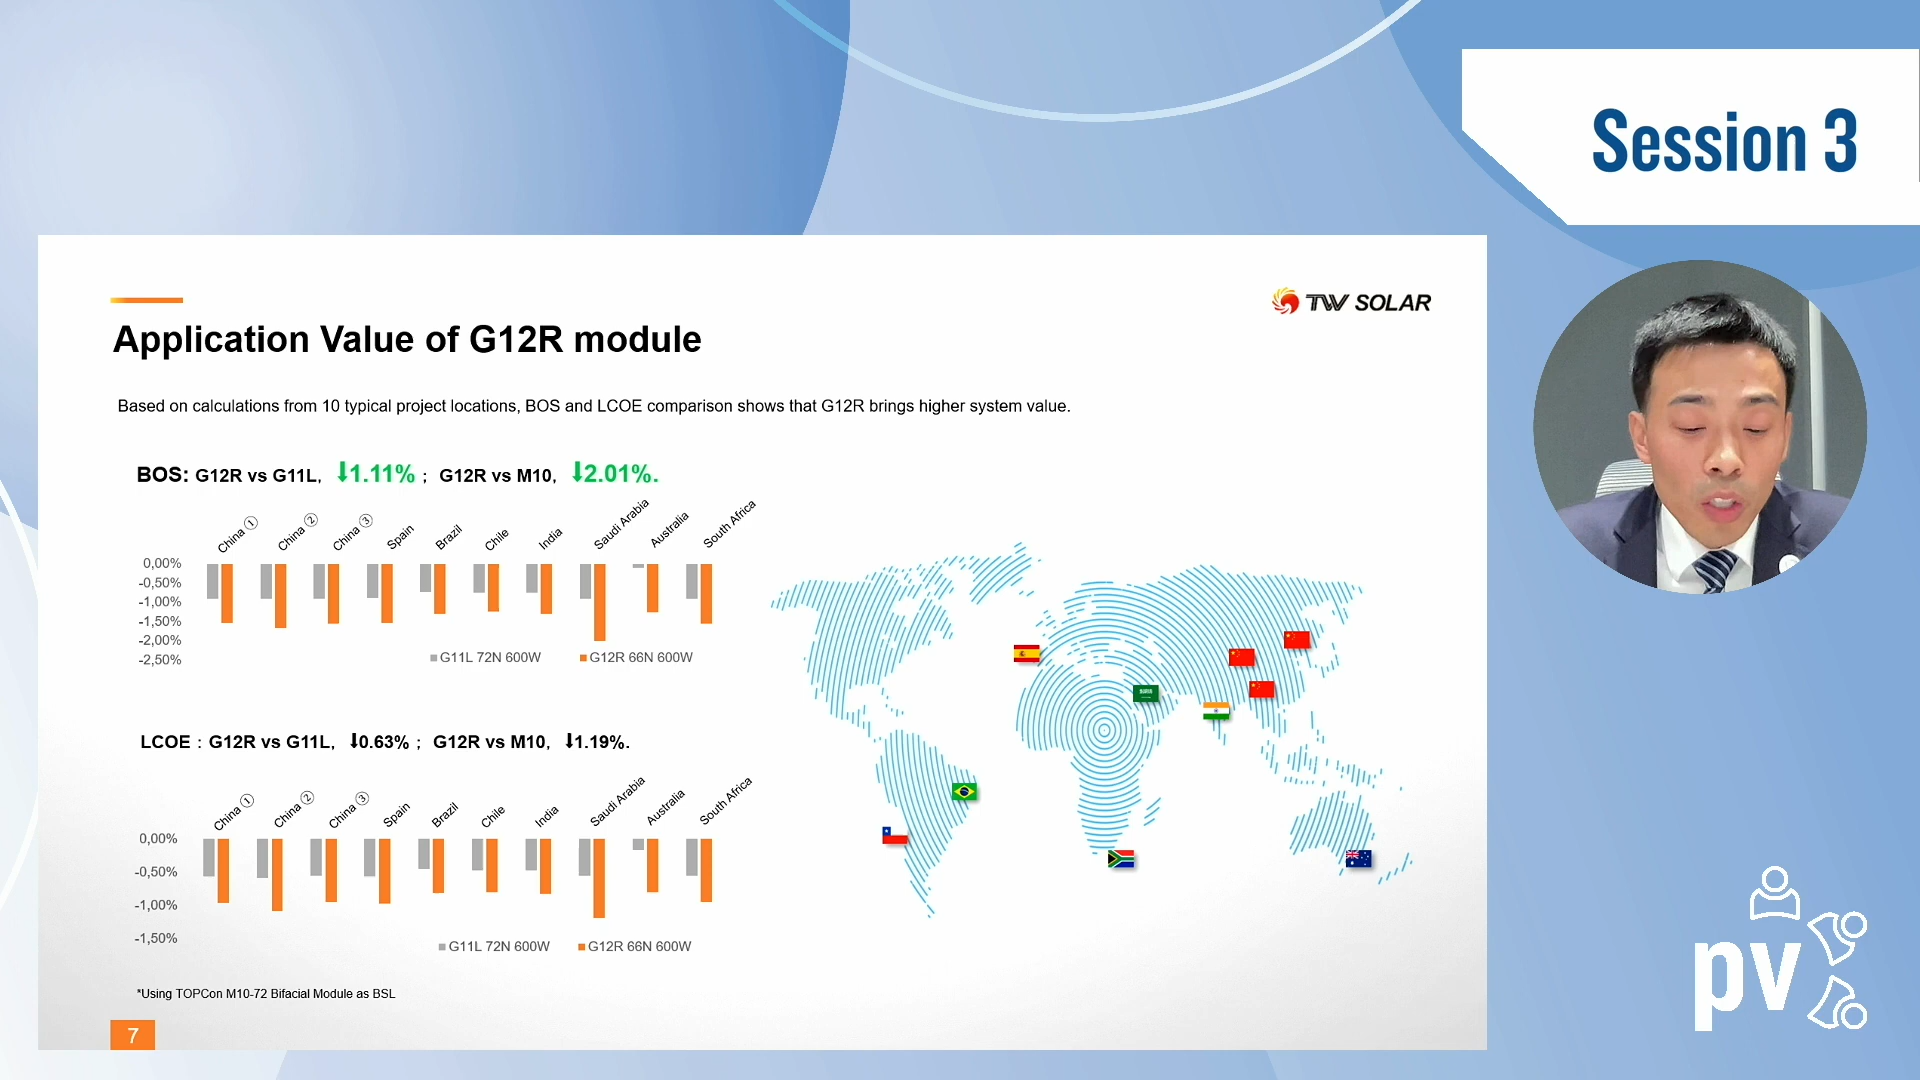 Session 3
TW SOLAR
Application Value of G12R module
Based on calculations from 10 typical project locations, BOS and LCOE comparison shows that G12R brings higher system value.
BOS: G12R vs G11L, ⬇1.11% ; G12R vs M10, ⬇2.01%.
China ① China ② China ③ Spain Brazil Chile India Saudi Arabia Australia South Africa
0,00%
-0,50%
-1,00%
-1,50%
-2,00%
-2,50%
G11L 72N 600W G12R 66N 600W
LCOE : G12R vs G11L, ⬇0.63% ; G12R vs M10, ⬇1.19%.
China ① China ② China ③ Spain Brazil Chile India Saudi Arabia Australia South Africa
0,00%
-0,50%
-1,00%
-1,50%
G11L 72N 600W G12R 66N 600W
*Using TOPCon M10-72 Bifacial Module as BSL
7
pv